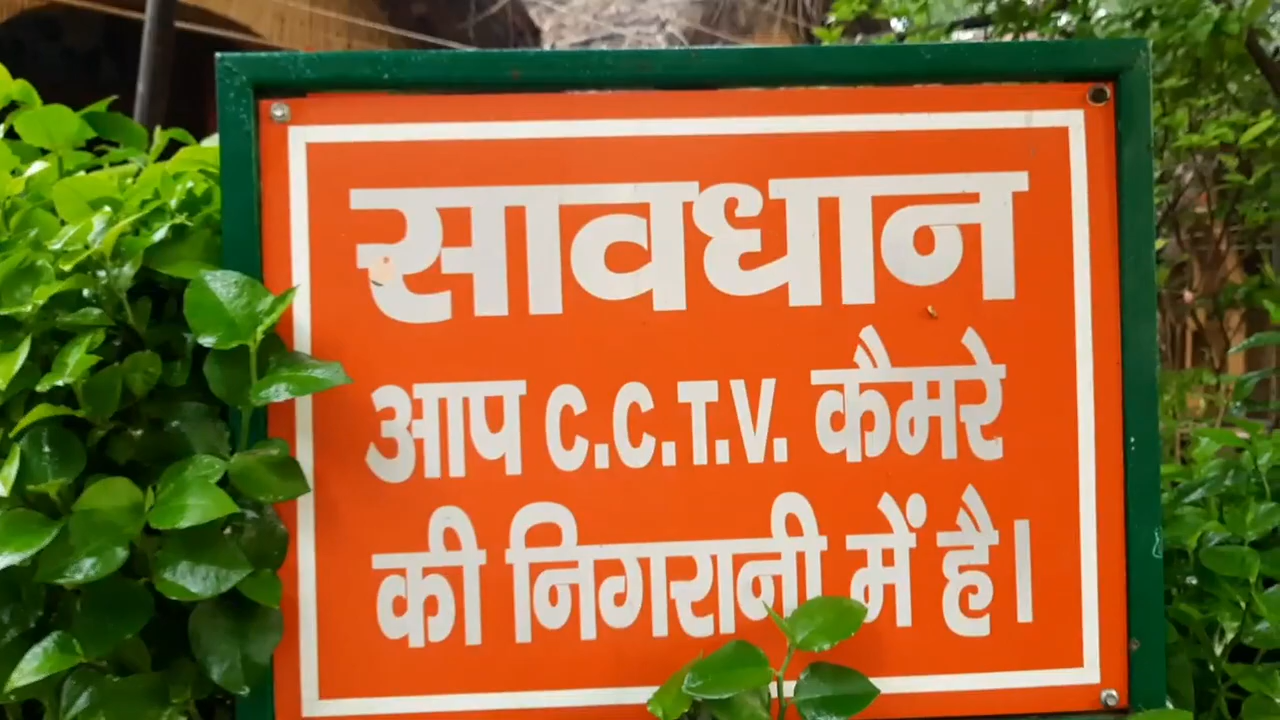 सावधान
आप C.C.T.V. कैमरे
की निगरानी में है।